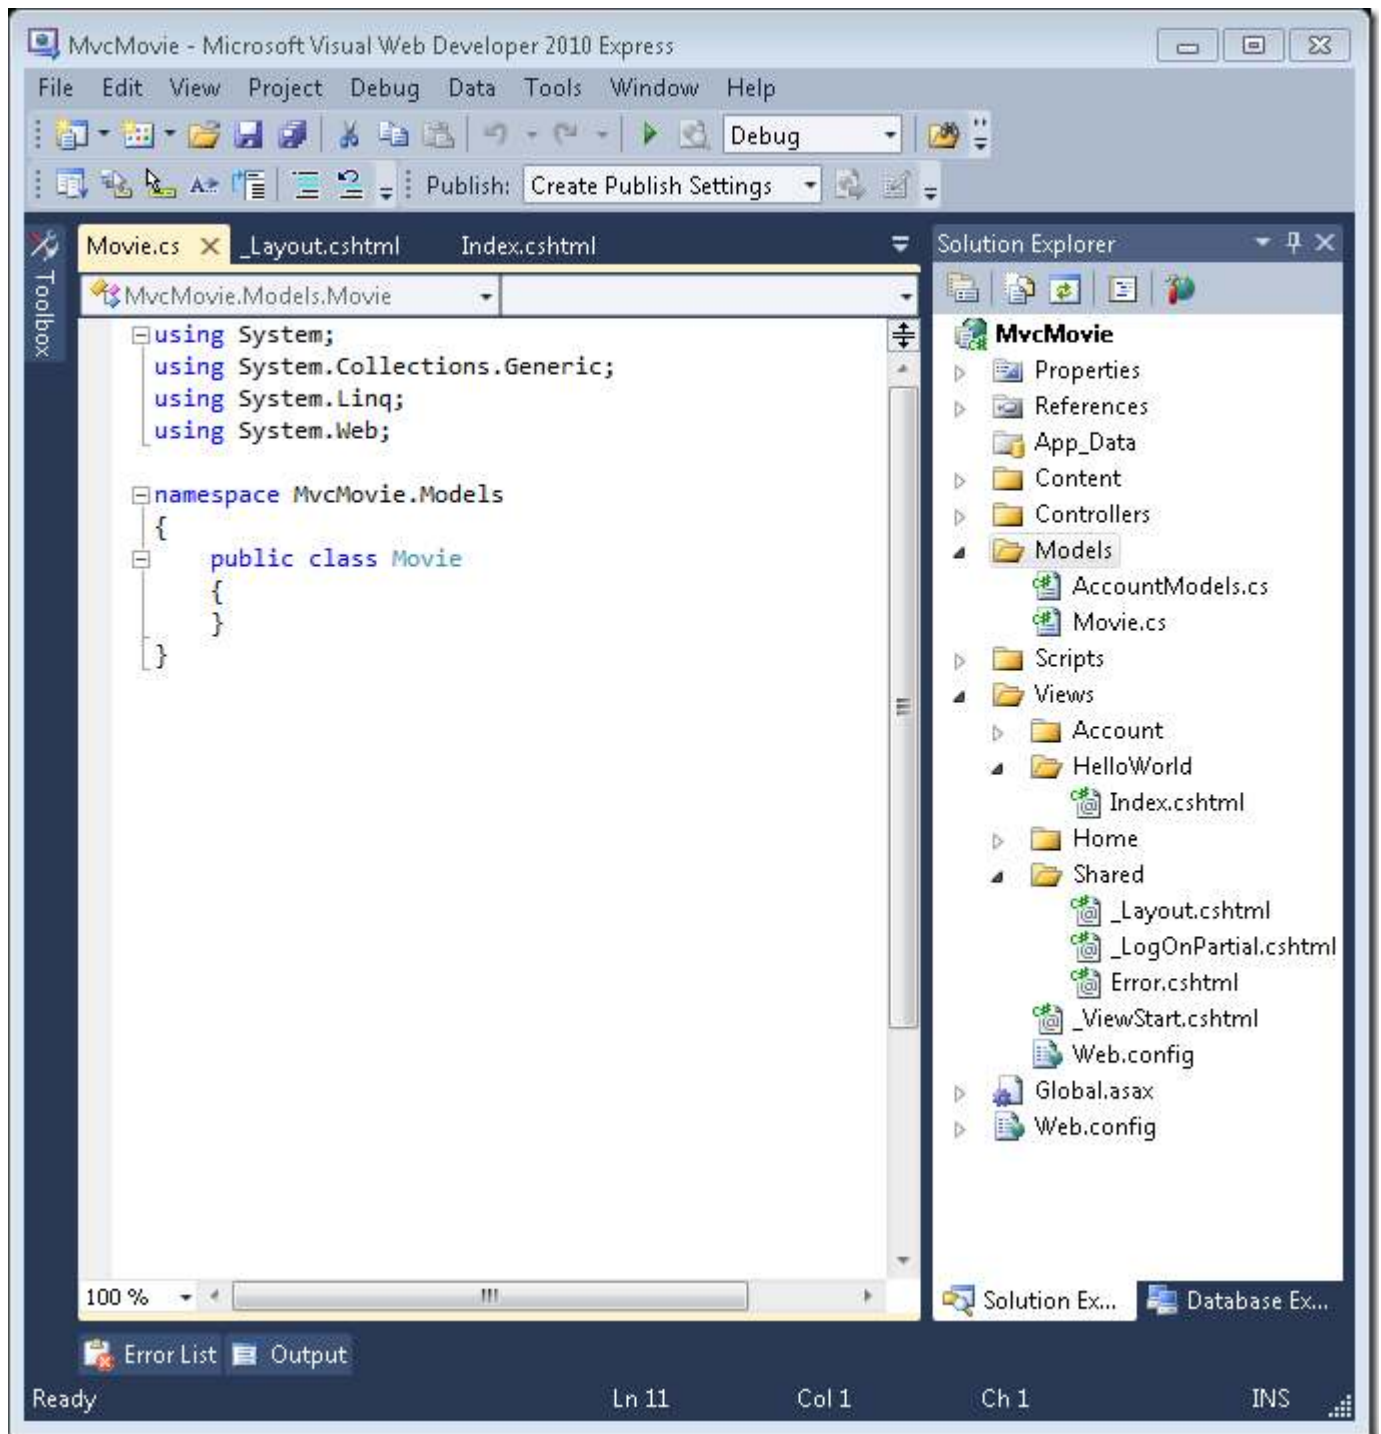 MvcMovie - Microsoft Visual Web Developer 2010 Express
File Edit View Project Debug Data Tools Window Help
Debug
Publish: Create Publish Settings
Toolbox
Movie.cs _Layout.cshtml Index.cshtml
MvcMovie.Models.Movie
using System;
using System.Collections.Generic;
using System.Linq;
using System.Web;
namespace MvcMovie.Models
{
public class Movie
{
}
}
100 %
Solution Explorer
MvcMovie
Properties
References
App_Data
Content
Controllers
Models
AccountModels.cs
Movie.cs
Scripts
Views
Account
HelloWorld
Index.cshtml
Home
Shared
_Layout.cshtml
_LogOnPartial.cshtml
Error.cshtml
_ViewStart.cshtml
Web.config
Global.asax
Web.config
Solution Ex... Database Ex...
Error List Output
Ready Ln 11 Col 1 Ch 1 INS